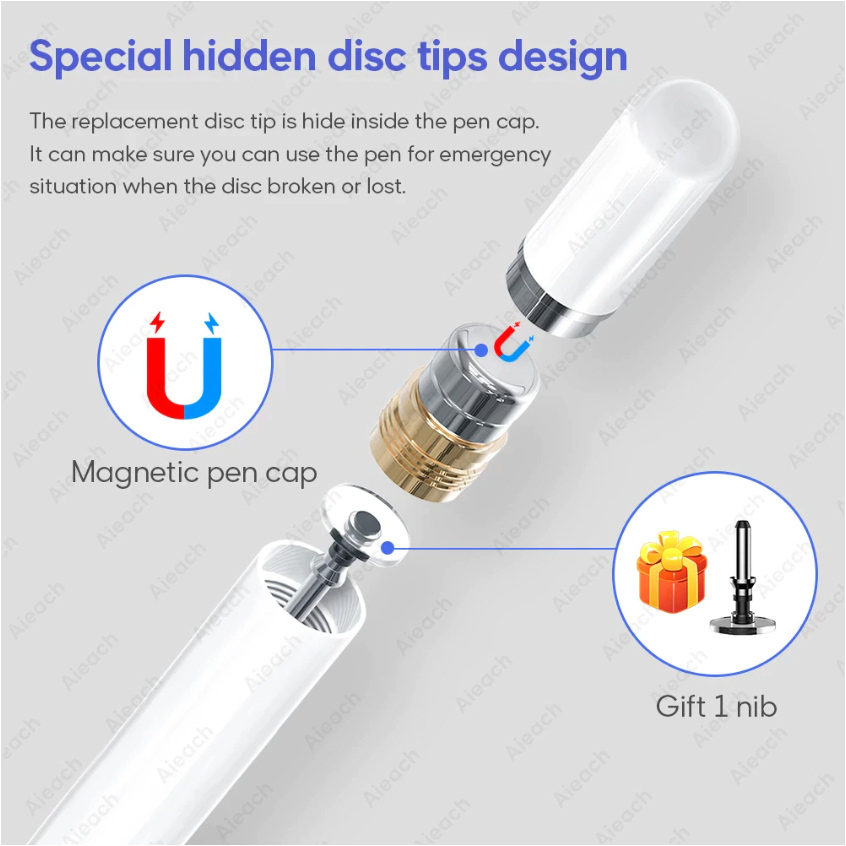 Special hidden disc tips design
The replacement disc tip is hide inside the pen cap.
It can make sure you can use the pen for emergency
situation when the disc broken or lost.
Magnetic pen cap
Gift 1 nib
Aieach